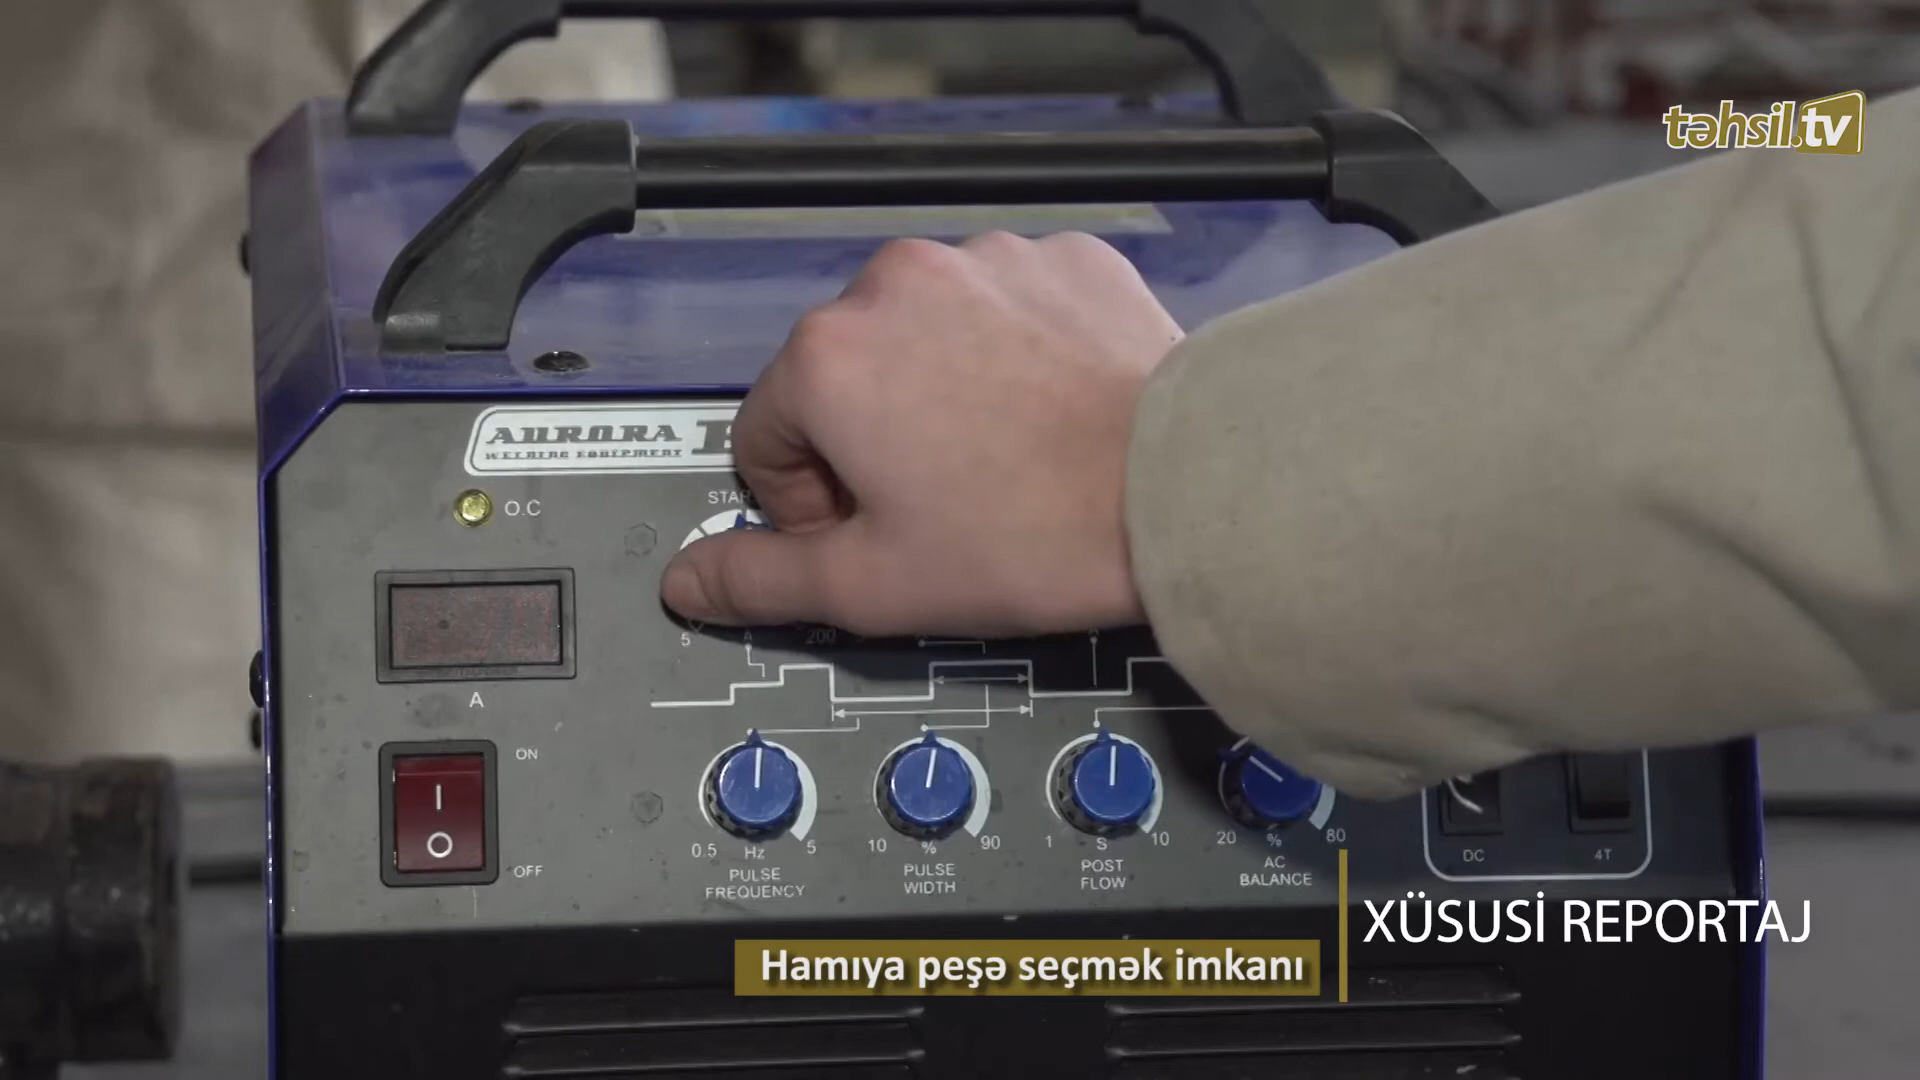 təhsil.tv
AURORA
WELDING EQUIPMENT
O.C
5 A 200
A
ON
OFF
0.5 Hz 5
PULSE
FREQUENCY
10 % 90
PULSE
WIDTH
1 S 10
POST
FLOW
20 % 80
AC
BALANCE
DC
4T
XÜSUSİ REPORTAJ
Hamıya peşə seçmək imkanı